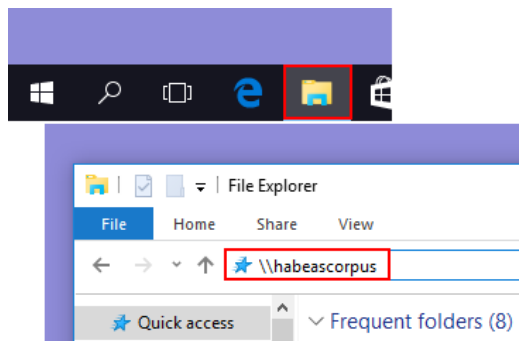 File Explorer
File Home Share View
\\habeascorpus
Quick access
Frequent folders (8)